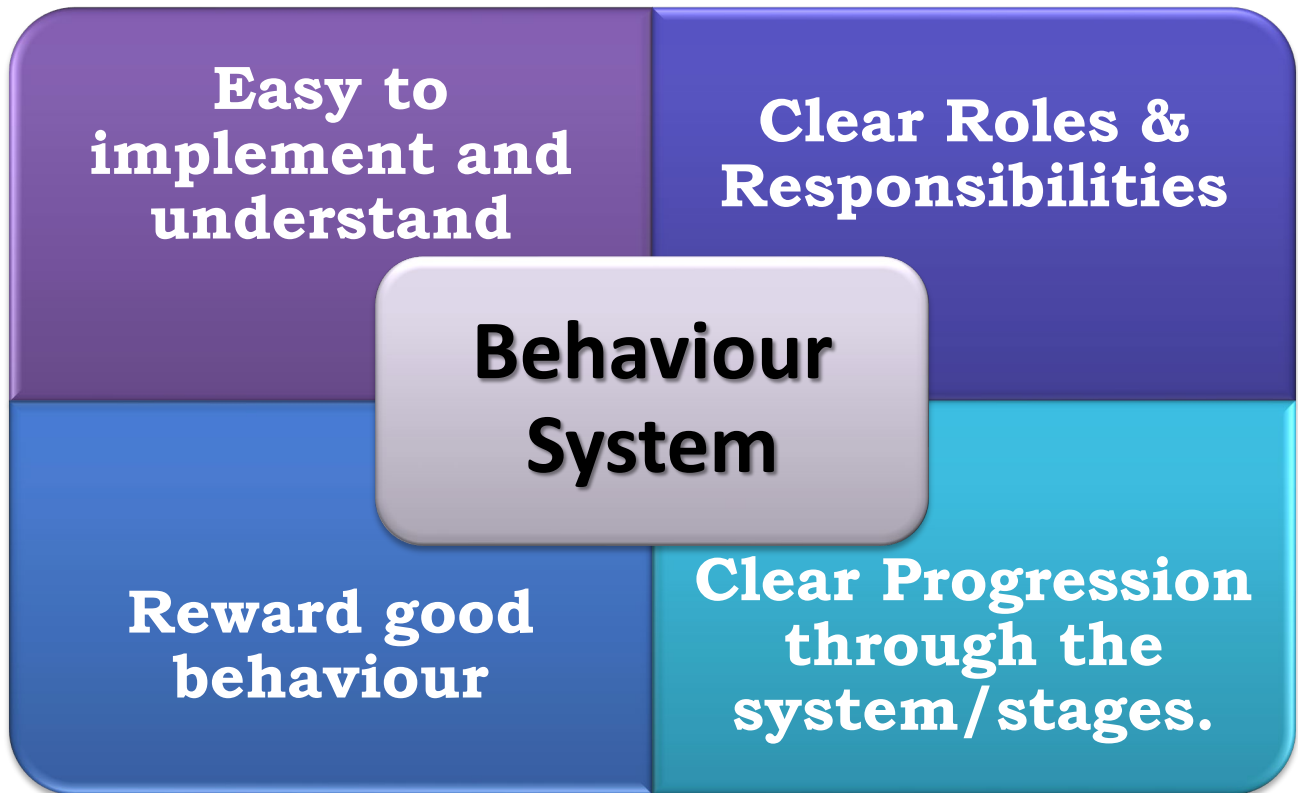 Easy to
implement and
understand
Clear Roles &
Responsibilities
Behaviour
System
Reward good
behaviour
Clear Progression
through the
system/stages.